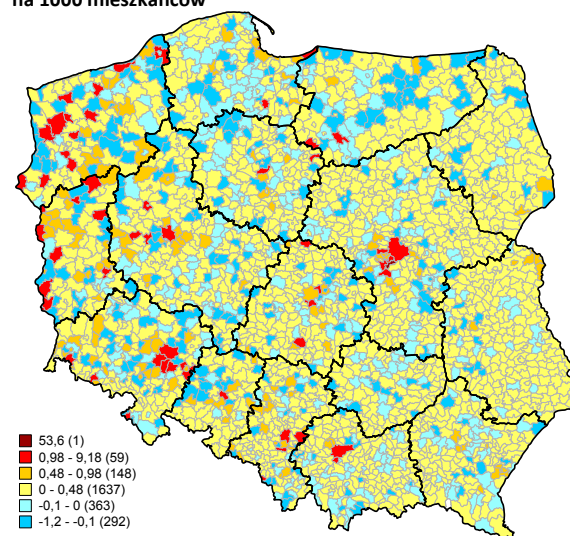 na 1000 mieszkańców
53,6 (1)
0,98 - 9,18 (59)
0,48 - 0,98 (148)
0 - 0,48 (1637)
-0,1 - 0 (363)
-1,2 - -0,1 (292)